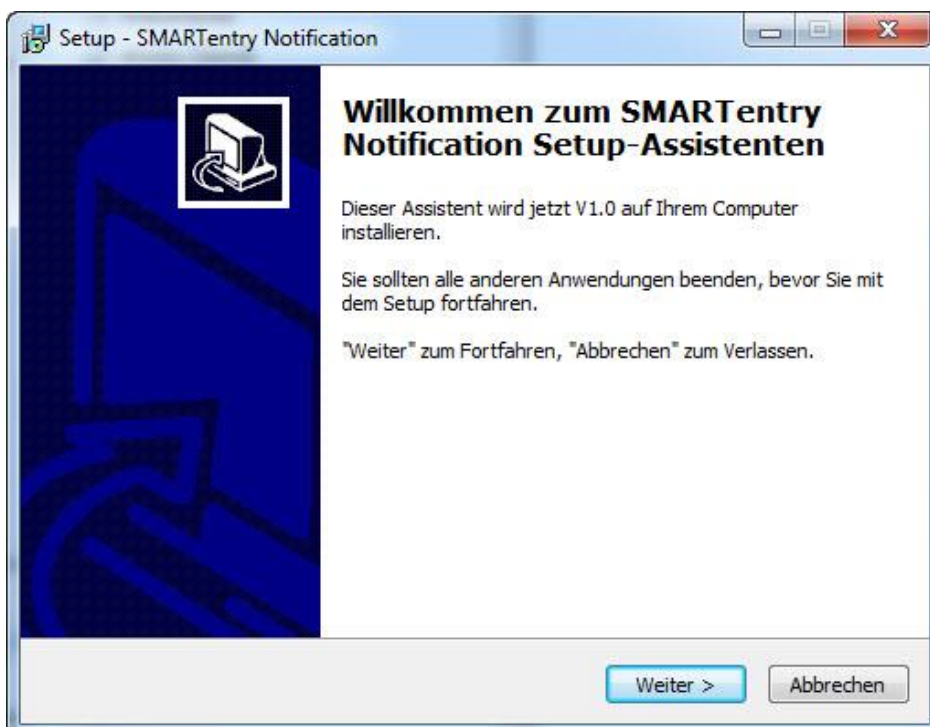 Setup - SMARTentry Notification
Willkommen zum SMARTentry
Notification Setup-Assistenten
Dieser Assistent wird jetzt V1.0 auf Ihrem Computer
installieren.
Sie sollten alle anderen Anwendungen beenden, bevor Sie mit
dem Setup fortfahren.
"Weiter" zum Fortfahren, "Abbrechen" zum Verlassen.
Weiter >
Abbrechen